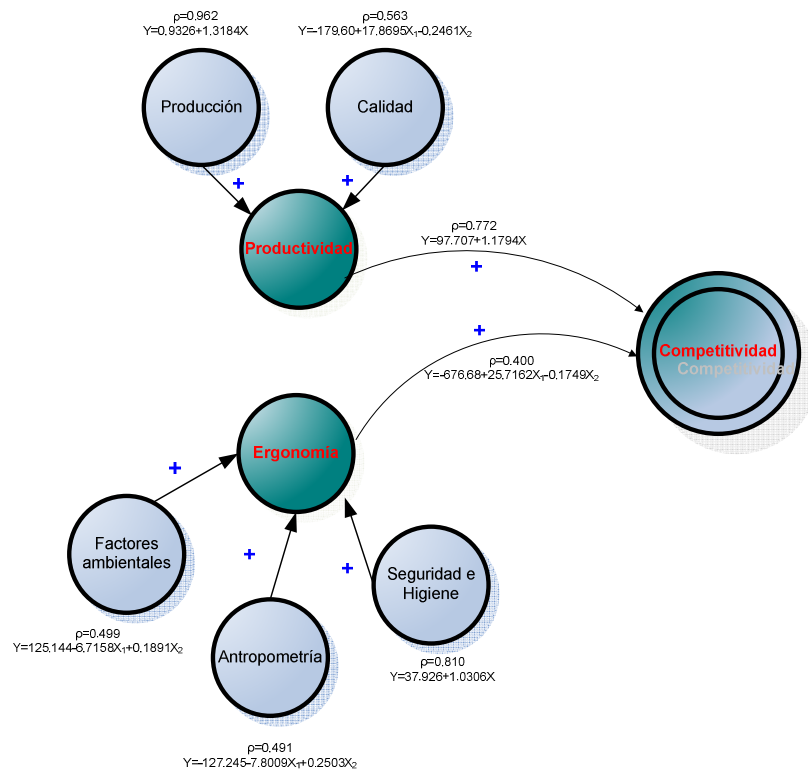 ρ=0.962
Y=0.9326+1.3184X
ρ=0.563
Y=-179.60+17.8695X₁-0.2461X₂
Producción
Calidad
+
+
Productividad
ρ=0.772
Y=97.707+1.1794X
+
+
Competitividad
Competitividad
ρ=0.400
Y=-676.68+25.7162X₁-0.1749X₂
Ergonomía
+
Factores
ambientales
+
+
Seguridad e
Higiene
ρ=0.499
Y=125.144-6.7158X₁+0.1891X₂
Antropometría
ρ=0.810
Y=37.926+1.0306X
ρ=0.491
Y=-127.245-7.8009X₁+0.2503X₂